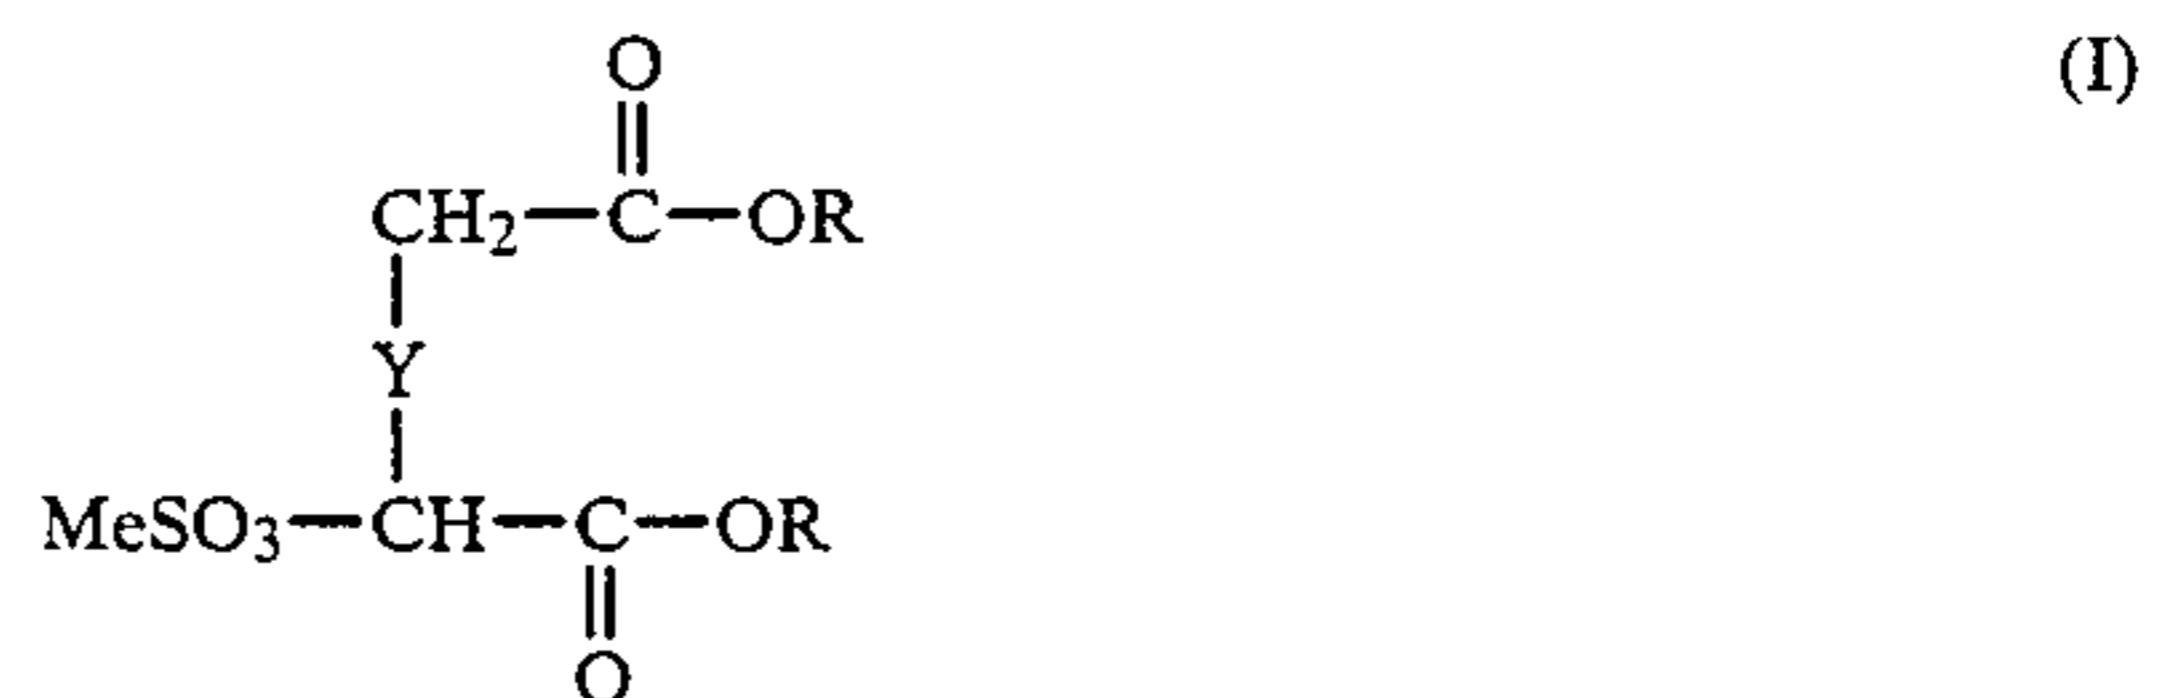 O (I)
CH₂—C—OR
Y
MeSO₃—CH—C—OR
O